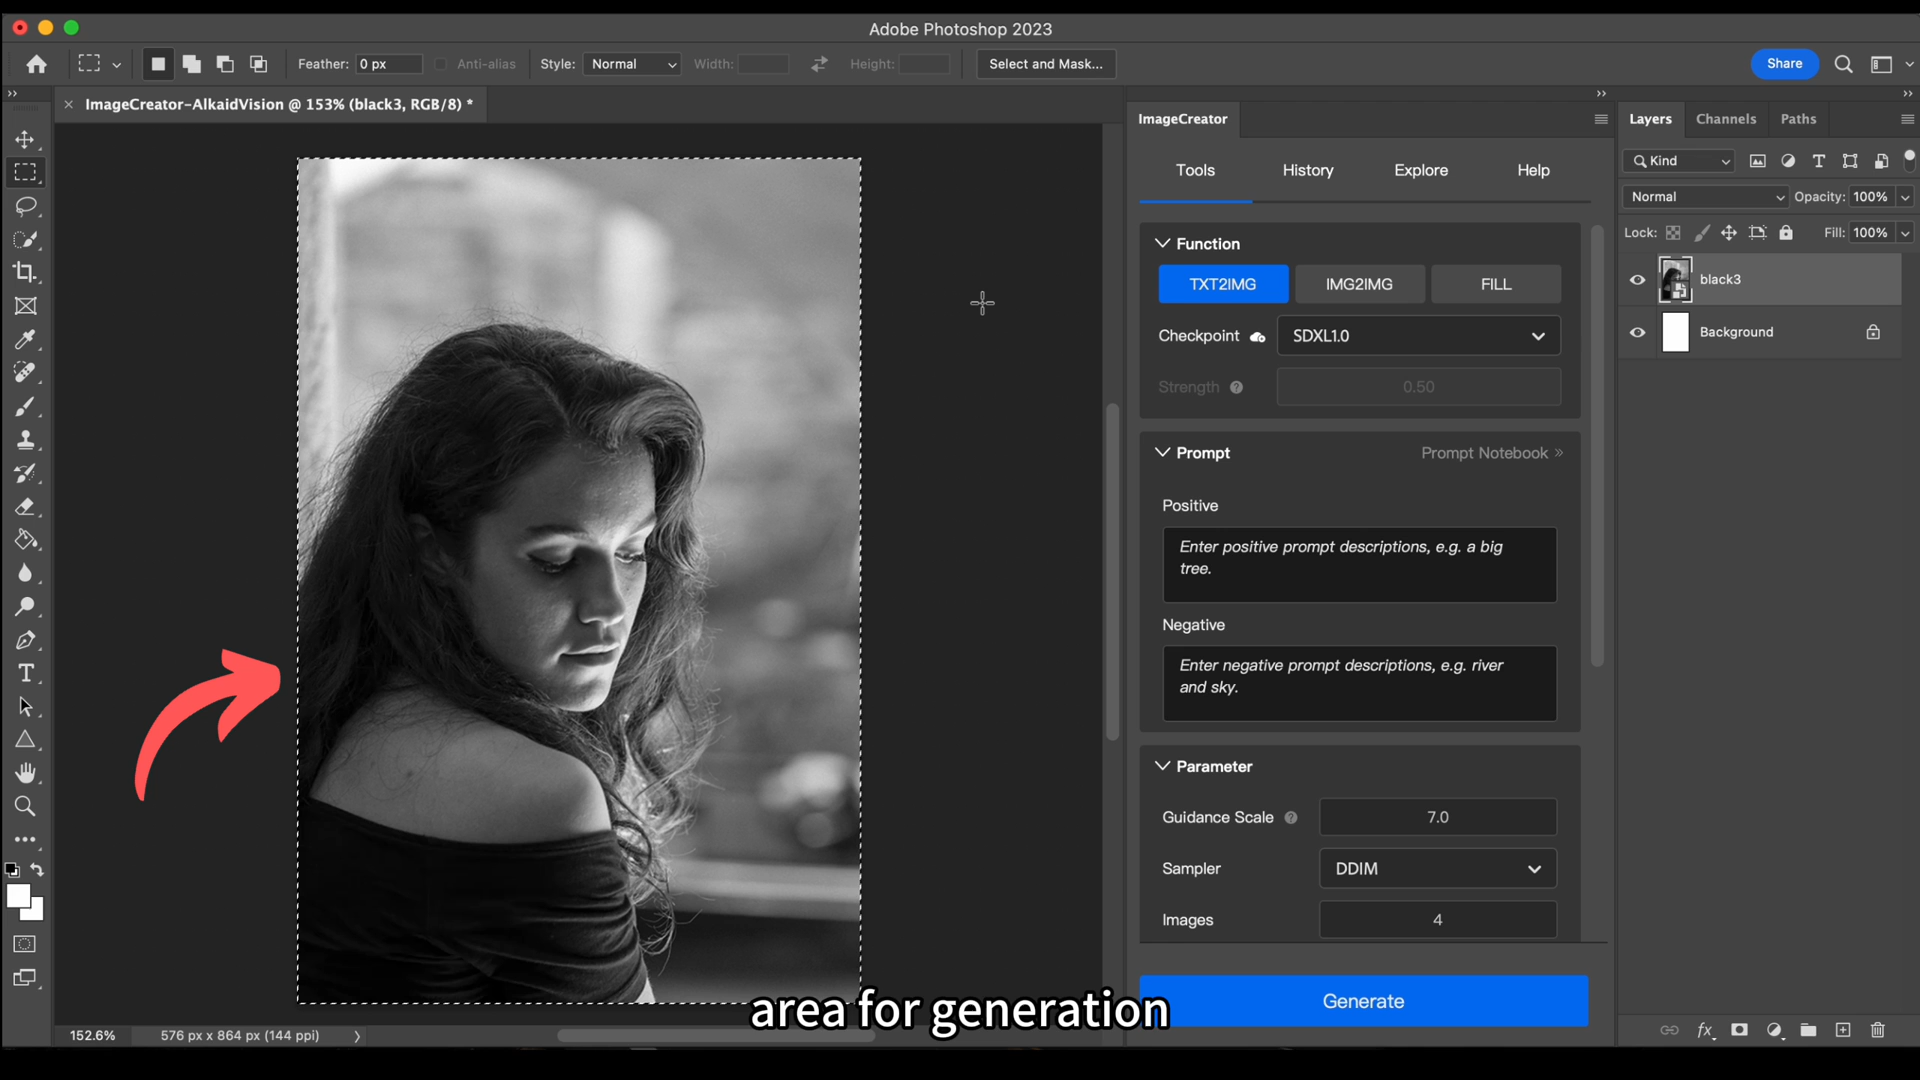 Adobe Photoshop 2023
Feather: 0 px Anti-alias Style: Normal Width: Height: Select and Mask... Share
ImageCreator-AlkaidVision @ 153% (black3, RGB/8) *
ImageCreator
Tools History Explore Help
Function
TXT2IMG IMG2IMG FILL
Checkpoint SDXL1.0
Strength 0.50
Prompt Prompt Notebook »
Positive
Enter positive prompt descriptions, e.g. a big
tree.
Negative
Enter negative prompt descriptions, e.g. river
and sky.
Parameter
Guidance Scale 7.0
Sampler DDIM
Images 4
Generate
Layers Channels Paths
Kind
Normal Opacity: 100%
Lock: Fill: 100%
black3
Background
area for generation
152.6% 576 px x 864 px (144 ppi)